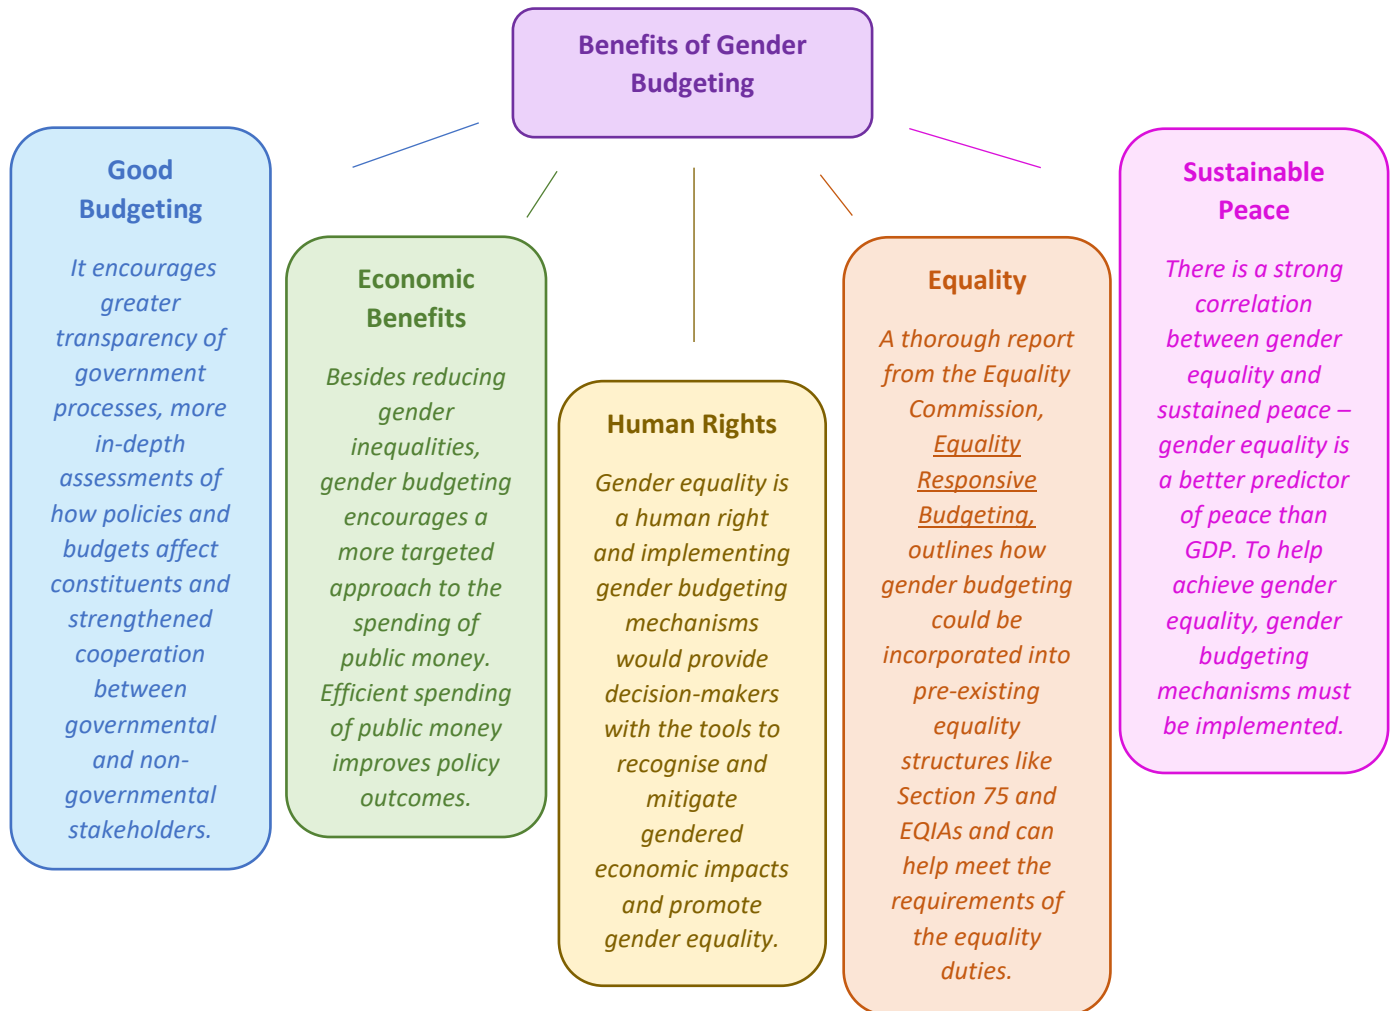 Benefits of Gender
Budgeting
Good
Budgeting
It encourages
greater
transparency of
government
processes, more
in-depth
assessments of
how policies and
budgets affect
constituents and
strengthened
cooperation
between
governmental
and non-
governmental
stakeholders.
Economic
Benefits
Besides reducing
gender
inequalities,
gender budgeting
encourages a
more targeted
approach to the
spending of
public money.
Efficient spending
of public money
improves policy
outcomes.
Human Rights
Gender equality is
a human right
and implementing
gender budgeting
mechanisms
would provide
decision-makers
with the tools to
recognise and
mitigate
gendered
economic impacts
and promote
gender equality.
Equality
A thorough report
from the Equality
Commission,
Equality
Responsive
Budgeting,
outlines how
gender budgeting
could be
incorporated into
pre-existing
equality
structures like
Section 75 and
EQIAs and can
help meet the
requirements of
the equality
duties.
Sustainable
Peace
There is a strong
correlation
between gender
equality and
sustained peace –
gender equality is
a better predictor
of peace than
GDP. To help
achieve gender
equality, gender
budgeting
mechanisms must
be implemented.